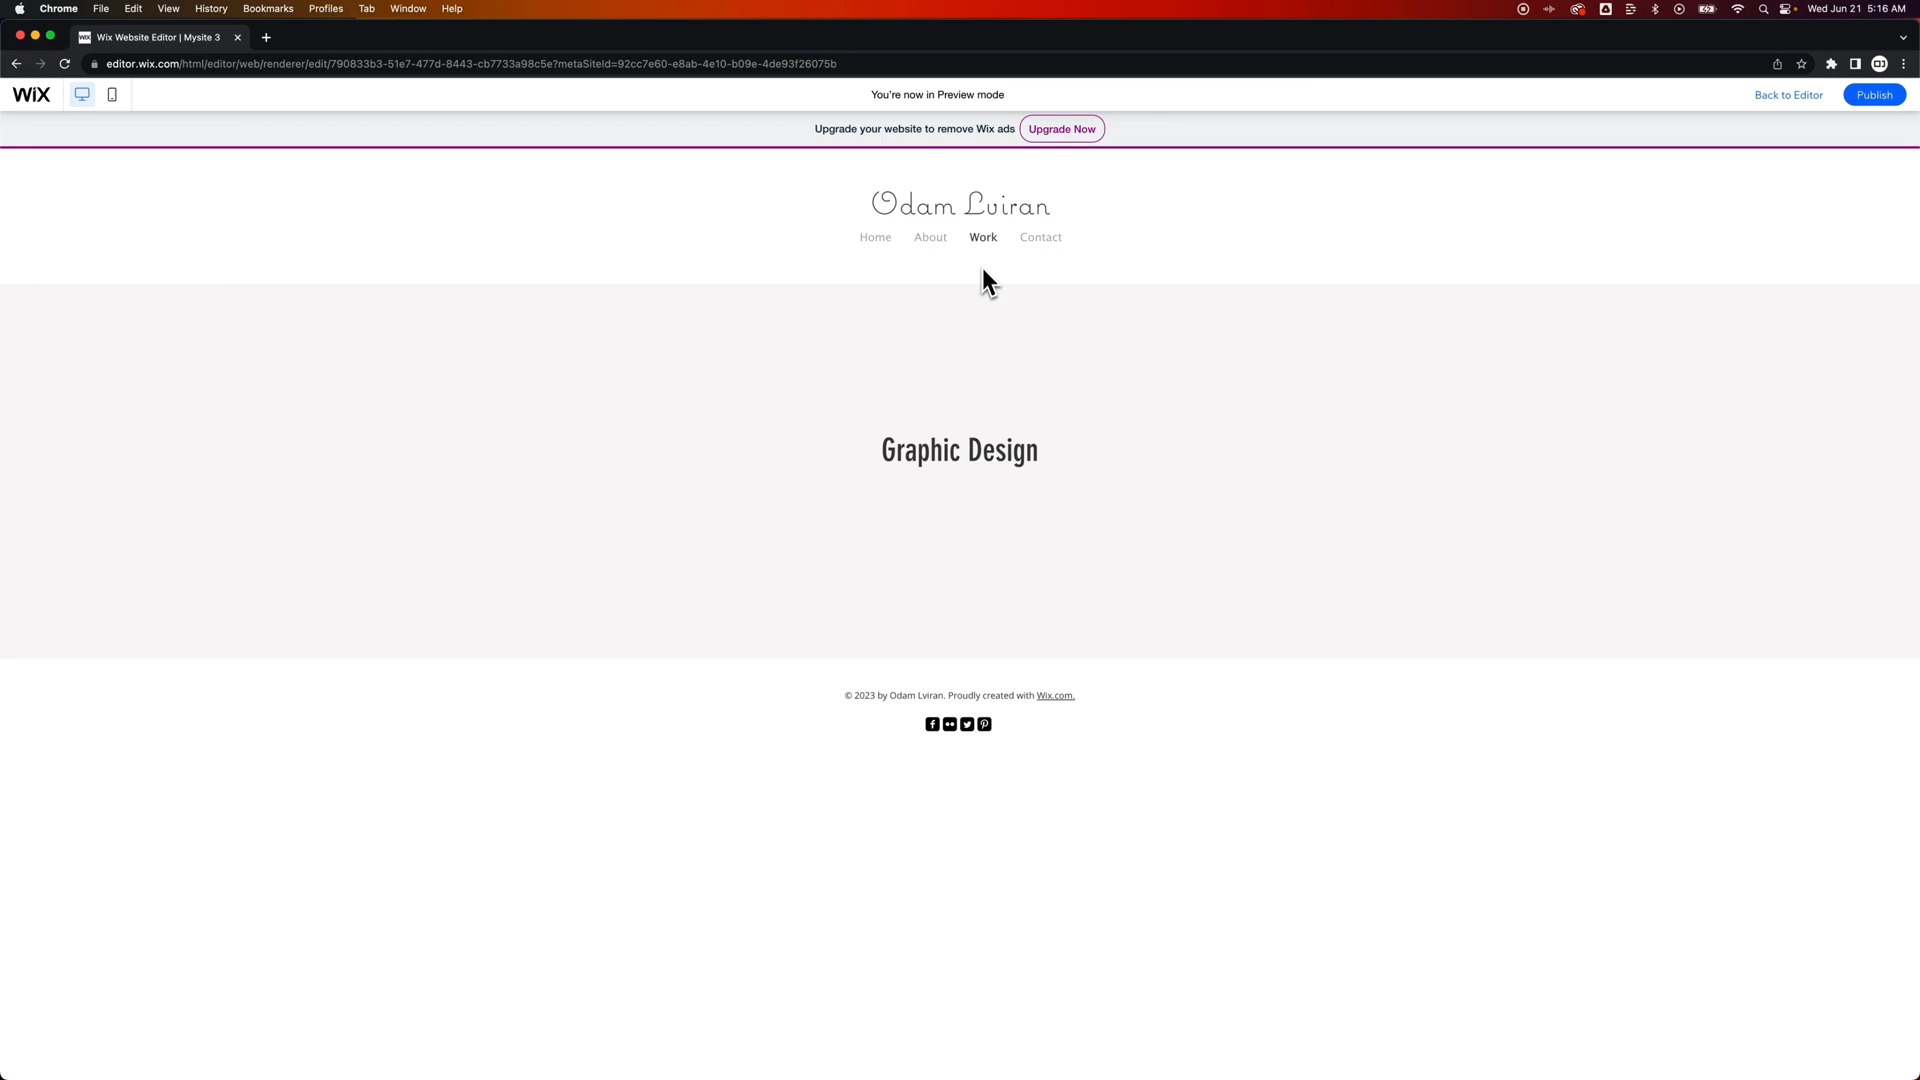 Chrome File Edit View History Bookmarks Profiles Tab Window Help Wed Jun 21 5:16 AM
WiX Wix Website Editor | Mysite 3
editor.wix.com/html/editor/web/renderer/edit/790833b3-51e7-477d-8443-cb7733a98c5e?metaSiteId=92cc7e60-e8ab-4e10-b09e-4de93f26075b
WiX You're now in Preview mode Back to Editor Publish
Upgrade your website to remove Wix ads Upgrade Now
Odam Lviran
Home About Work Contact
Graphic Design
© 2023 by Odam Lviran. Proudly created with Wix.com.